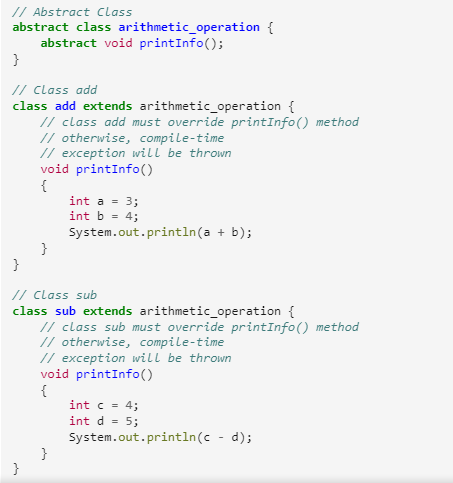 // Abstract Class
abstract class arithmetic_operation {
    abstract void printInfo();
}

// Class add
class add extends arithmetic_operation {
    // class add must override printInfo() method
    // otherwise, compile-time
    // exception will be thrown
    void printInfo()
    {
        int a = 3;
        int b = 4;
        System.out.println(a + b);
    }
}

// Class sub
class sub extends arithmetic_operation {
    // class sub must override printInfo() method
    // otherwise, compile-time
    // exception will be thrown
    void printInfo()
    {
        int c = 4;
        int d = 5;
        System.out.println(c - d);
    }
}